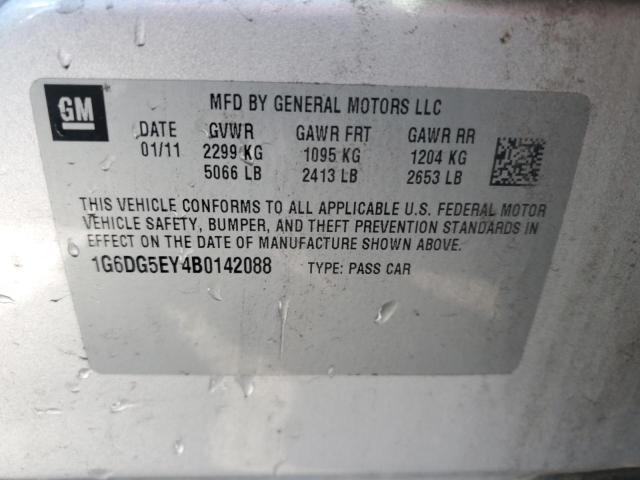 GM
MFD BY GENERAL MOTORS LLC
DATE GVWR GAWR FRT GAWR RR
01/11 2299 KG 1095 KG 1204 KG
5066 LB 2413 LB 2653 LB
THIS VEHICLE CONFORMS TO ALL APPLICABLE U.S. FEDERAL MOTOR
VEHICLE SAFETY, BUMPER, AND THEFT PREVENTION STANDARDS IN
EFFECT ON THE DATE OF MANUFACTURE SHOWN ABOVE.
1G6DG5EY4B0142088 TYPE: PASS CAR